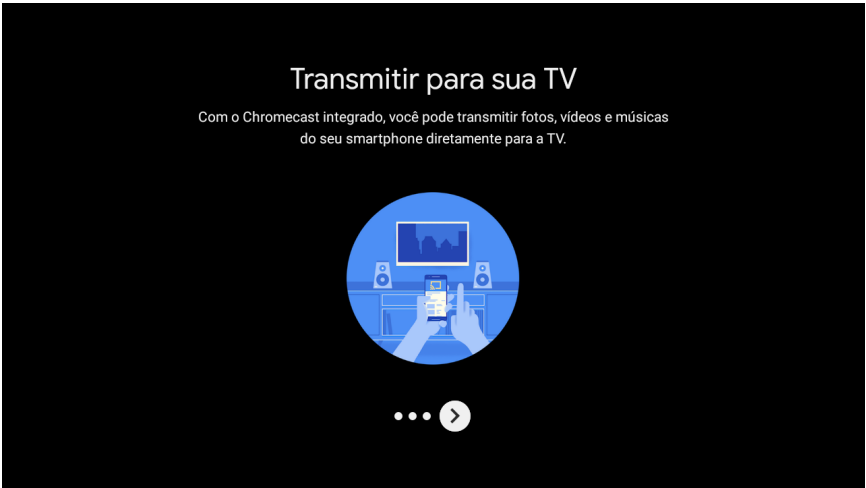 Transmitir para sua TV
Com o Chromecast integrado, você pode transmitir fotos, vídeos e músicas
do seu smartphone diretamente para a TV.